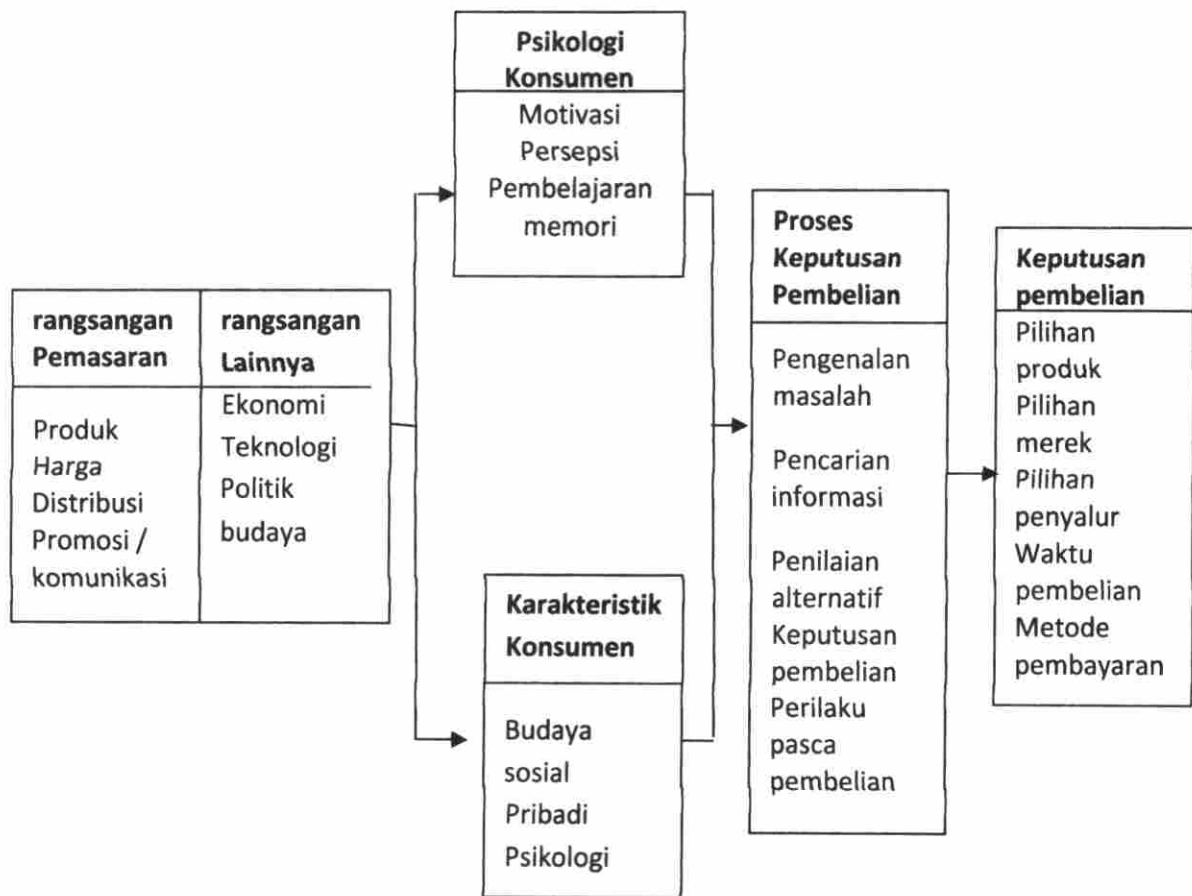 Psikologi
Konsumen
Motivasi
Persepsi
Pembelajaran
memori
rangsangan
Pemasaran
Produk
Harga
Distribusi
Promosi /
komunikasi
rangsangan
Lainnya
Ekonomi
Teknologi
Politik
budaya
Karakteristik
Konsumen
Budaya
sosial
Pribadi
Psikologi
Proses
Keputusan
Pembelian
Pengenalan
masalah
Pencarian
informasi
Penilaian
alternatif
Keputusan
pembelian
Perilaku
pasca
pembelian
Keputusan
pembelian
Pilihan
produk
Pilihan
merek
Pilihan
penyalur
Waktu
pembelian
Metode
pembayaran